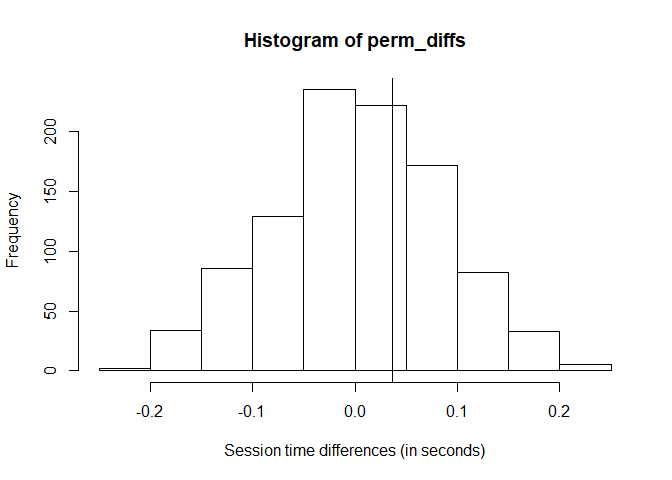 Histogram of perm_diffs
Frequency
200
150
100
50
0
-0.2 -0.1 0.0 0.1 0.2
Session time differences (in seconds)